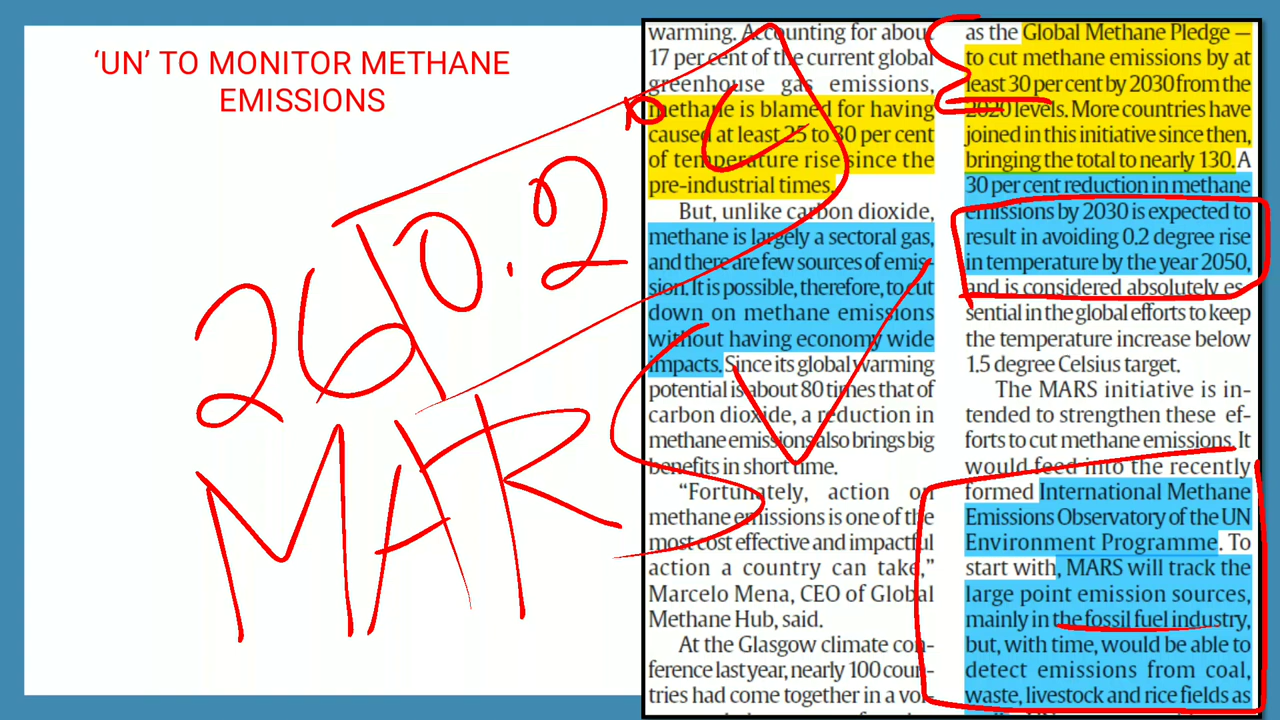 ‘UN’ TO MONITOR METHANE
EMISSIONS
26
0.2
MARS
warming. Accounting for about
17 per cent of the current global
greenhouse gas emissions,
methane is blamed for having
caused at least 25 to 30 per cent
of temperature rise since the
pre-industrial times.
But, unlike carbon dioxide,
methane is largely a sectoral gas,
and there are few sources of emis-
sion. It is possible, therefore, to cut
down on methane emissions
without having economy wide
impacts. Since its global warming
potential is about 80 times that of
carbon dioxide, a reduction in
methane emissions also brings big
benefits in short time.
“Fortunately, action on
methane emissions is one of the
most cost effective and impactful
action a country can take,”
Marcelo Mena, CEO of Global
Methane Hub, said.
At the Glasgow climate con-
ference last year, nearly 100 coun-
tries had come together in a vol-
as the Global Methane Pledge —
to cut methane emissions by at
least 30 per cent by 2030 from the
2020 levels. More countries have
joined in this initiative since then,
bringing the total to nearly 130. A
30 per cent reduction in methane
emissions by 2030 is expected to
result in avoiding 0.2 degree rise
in temperature by the year 2050,
and is considered absolutely es-
sential in the global efforts to keep
the temperature increase below
1.5 degree Celsius target.
The MARS initiative is in-
tended to strengthen these ef-
forts to cut methane emissions. It
would feed into the recently
formed International Methane
Emissions Observatory of the UN
Environment Programme. To
start with, MARS will track the
large point emission sources,
mainly in the fossil fuel industry,
but, with time, would be able to
detect emissions from coal,
waste, livestock and rice fields as